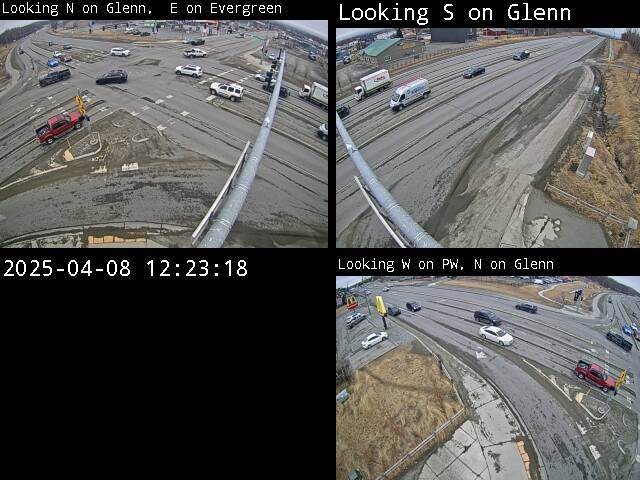 Looking N on Glenn, E on Evergreen
Looking S on Glenn
2025-04-08 12:23:18
Looking W on PW, N on Glenn